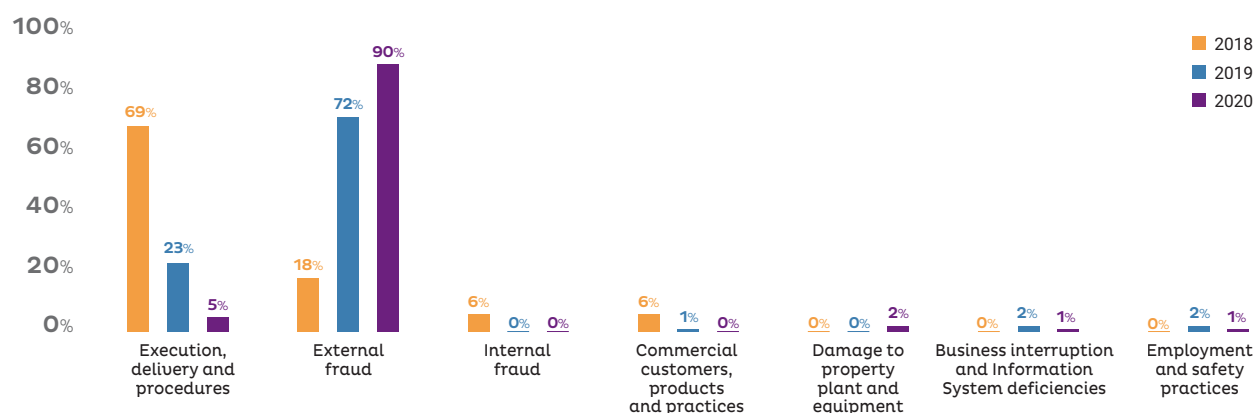 100%
80%
60%
40%
20%
0%
2018
2019
2020
69%
23%
5%
18%
72%
90%
6%
0%
0%
6%
1%
0%
0%
0%
2%
0%
2%
1%
0%
2%
1%
Execution,
delivery and
procedures
External
fraud
Internal
fraud
Commercial
customers,
products
and practices
Damage to
property
plant and
equipment
Business interruption
and Information
System deficiencies
Employment
and safety
practices